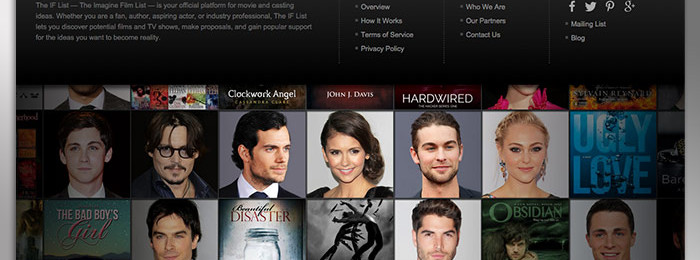 The IF List — The Imagine Film List — is your official platform for movie and casting
ideas. Whether you are a fan, author, aspiring actor, or industry professional, The IF List
lets you discover potential films and TV shows, make proposals, and gain popular support
for the ideas you want to become reality.
Overview
How It Works
Terms of Service
Privacy Policy
Who We Are
Our Partners
Contact Us
Mailing List
Blog
CLOCKWORK ANGEL
CASSANDRA CLARE
JOHN J. DAVIS
HARDWIRED
SYLVAIN REYNARD
UGLY
LOVE
THE BAD BOY'S
Girl
Beautiful
DISASTER
OBSIDIAN